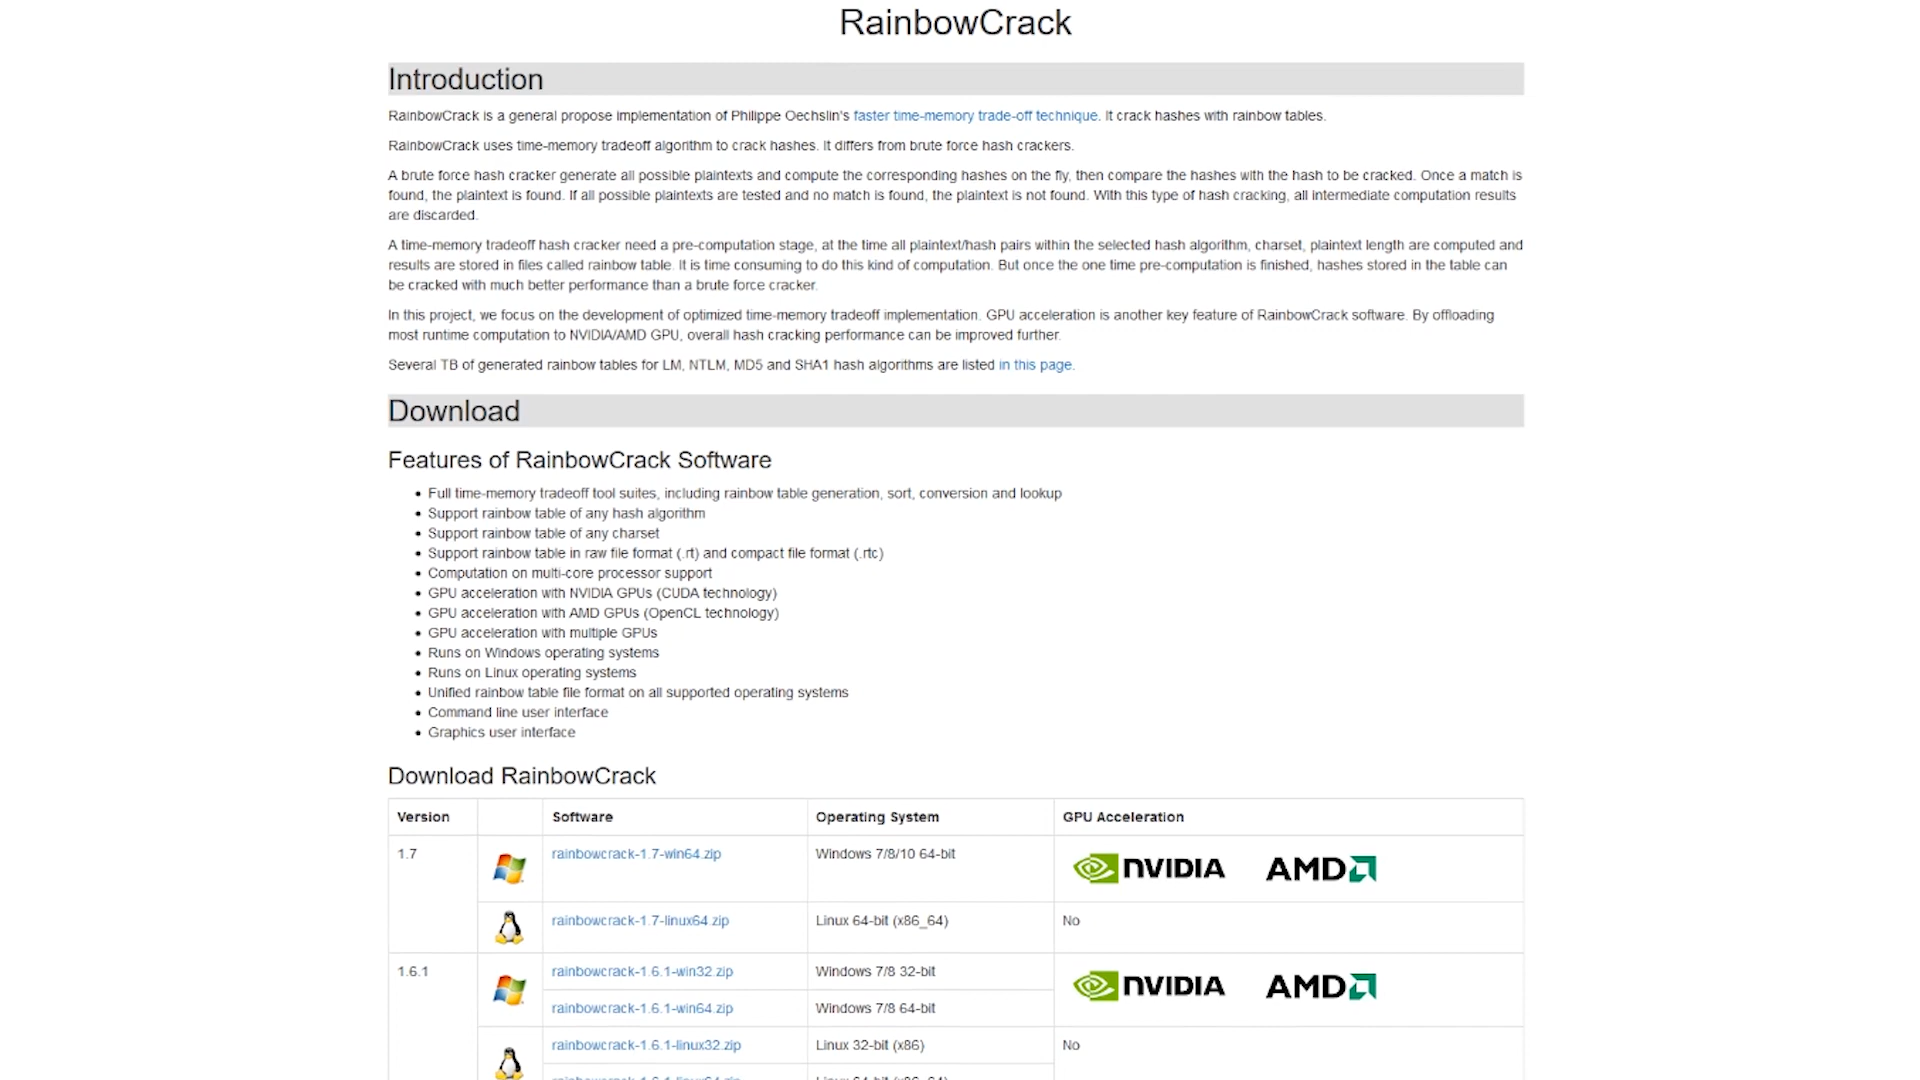 RainbowCrack
Introduction
RainbowCrack is a general propose implementation of Philippe Oechslin's faster time-memory trade-off technique. It crack hashes with rainbow tables.
RainbowCrack uses time-memory tradeoff algorithm to crack hashes. It differs from brute force hash crackers.
A brute force hash cracker generate all possible plaintexts and compute the corresponding hashes on the fly, then compare the hashes with the hash to be cracked. Once a match is
found, the plaintext is found. If all possible plaintexts are tested and no match is found, the plaintext is not found. With this type of hash cracking, all intermediate computation results
are discarded.
A time-memory tradeoff hash cracker need a pre-computation stage, at the time all plaintext/hash pairs within the selected hash algorithm, charset, plaintext length are computed and
results are stored in files called rainbow table. It is time consuming to do this kind of computation. But once the one time pre-computation is finished, hashes stored in the table can
be cracked with much better performance than a brute force cracker.
In this project, we focus on the development of optimized time-memory tradeoff implementation. GPU acceleration is another key feature of RainbowCrack software. By offloading
most runtime computation to NVIDIA/AMD GPU, overall hash cracking performance can be improved further.
Several TB of generated rainbow tables for LM, NTLM, MD5 and SHA1 hash algorithms are listed in this page.
Download
Features of RainbowCrack Software
• Full time-memory tradeoff tool suites, including rainbow table generation, sort, conversion and lookup
• Support rainbow table of any hash algorithm
• Support rainbow table of any charset
• Support rainbow table in raw file format (.rt) and compact file format (.rtc)
• Computation on multi-core processor support
• GPU acceleration with NVIDIA GPUs (CUDA technology)
• GPU acceleration with AMD GPUs (OpenCL technology)
• GPU acceleration with multiple GPUs
• Runs on Windows operating systems
• Runs on Linux operating systems
• Unified rainbow table file format on all supported operating systems
• Command line user interface
• Graphics user interface
Download RainbowCrack
Version Software Operating System GPU Acceleration
1.7 rainbowcrack-1.7-win64.zip Windows 7/8/10 64-bit NVIDIA AMD
rainbowcrack-1.7-linux64.zip Linux 64-bit (x86_64) No
1.6.1 rainbowcrack-1.6.1-win32.zip Windows 7/8 32-bit NVIDIA AMD
rainbowcrack-1.6.1-win64.zip Windows 7/8 64-bit
rainbowcrack-1.6.1-linux32.zip Linux 32-bit (x86) No